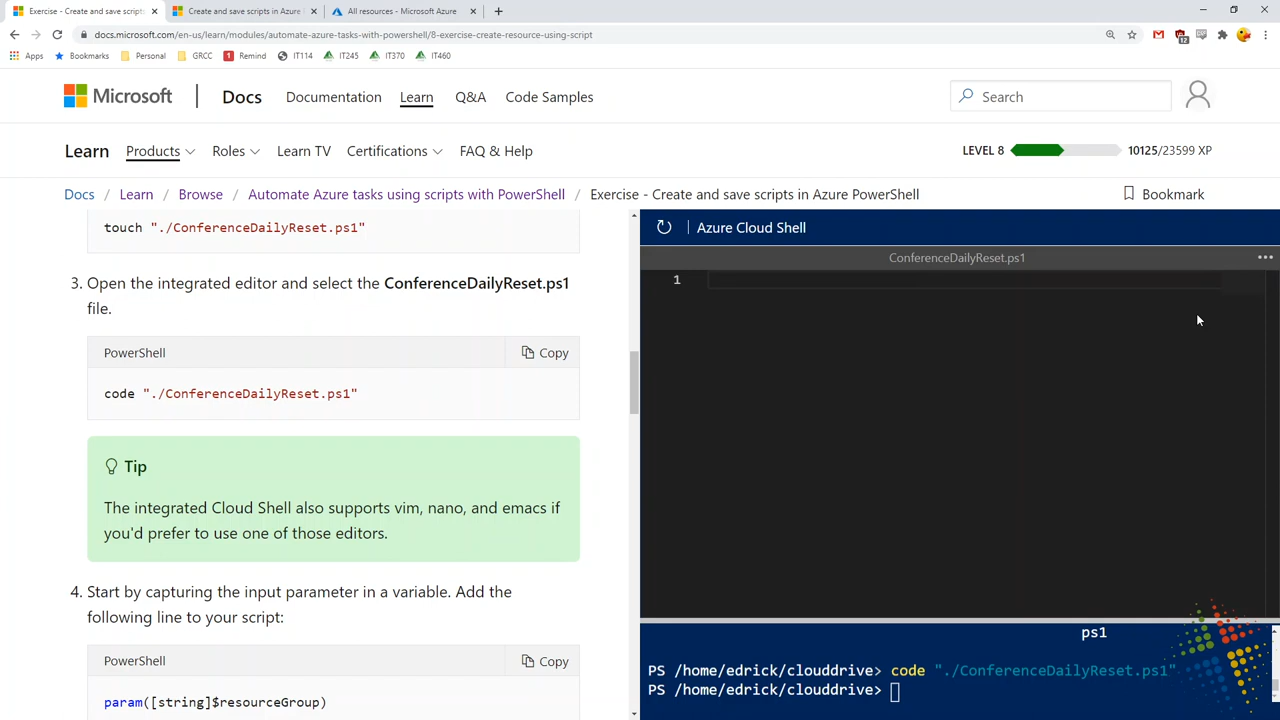 Exercise - Create and save scripts
Create and save scripts in Azure
All resources - Microsoft Azure
docs.microsoft.com/en-us/learn/modules/automate-azure-tasks-with-powershell/8-exercise-create-resource-using-script
12
Apps Bookmarks Personal GRCC 1 Remind IT114 IT245 IT370 IT460
Microsoft Docs Documentation Learn Q&A Code Samples Search
Learn Products Roles Learn TV Certifications FAQ & Help LEVEL 8 10125/23599 XP
Docs / Learn / Browse / Automate Azure tasks using scripts with PowerShell / Exercise - Create and save scripts in Azure PowerShell Bookmark
touch "./ConferenceDailyReset.ps1"
3. Open the integrated editor and select the ConferenceDailyReset.ps1
file.
PowerShell Copy
code "./ConferenceDailyReset.ps1"
Tip
The integrated Cloud Shell also supports vim, nano, and emacs if
you'd prefer to use one of those editors.
4. Start by capturing the input parameter in a variable. Add the
following line to your script:
PowerShell Copy
param([string]$resourceGroup)
Azure Cloud Shell
ConferenceDailyReset.ps1
1
ps1
PS /home/edrick/clouddrive> code "./ConferenceDailyReset.ps1"
PS /home/edrick/clouddrive>